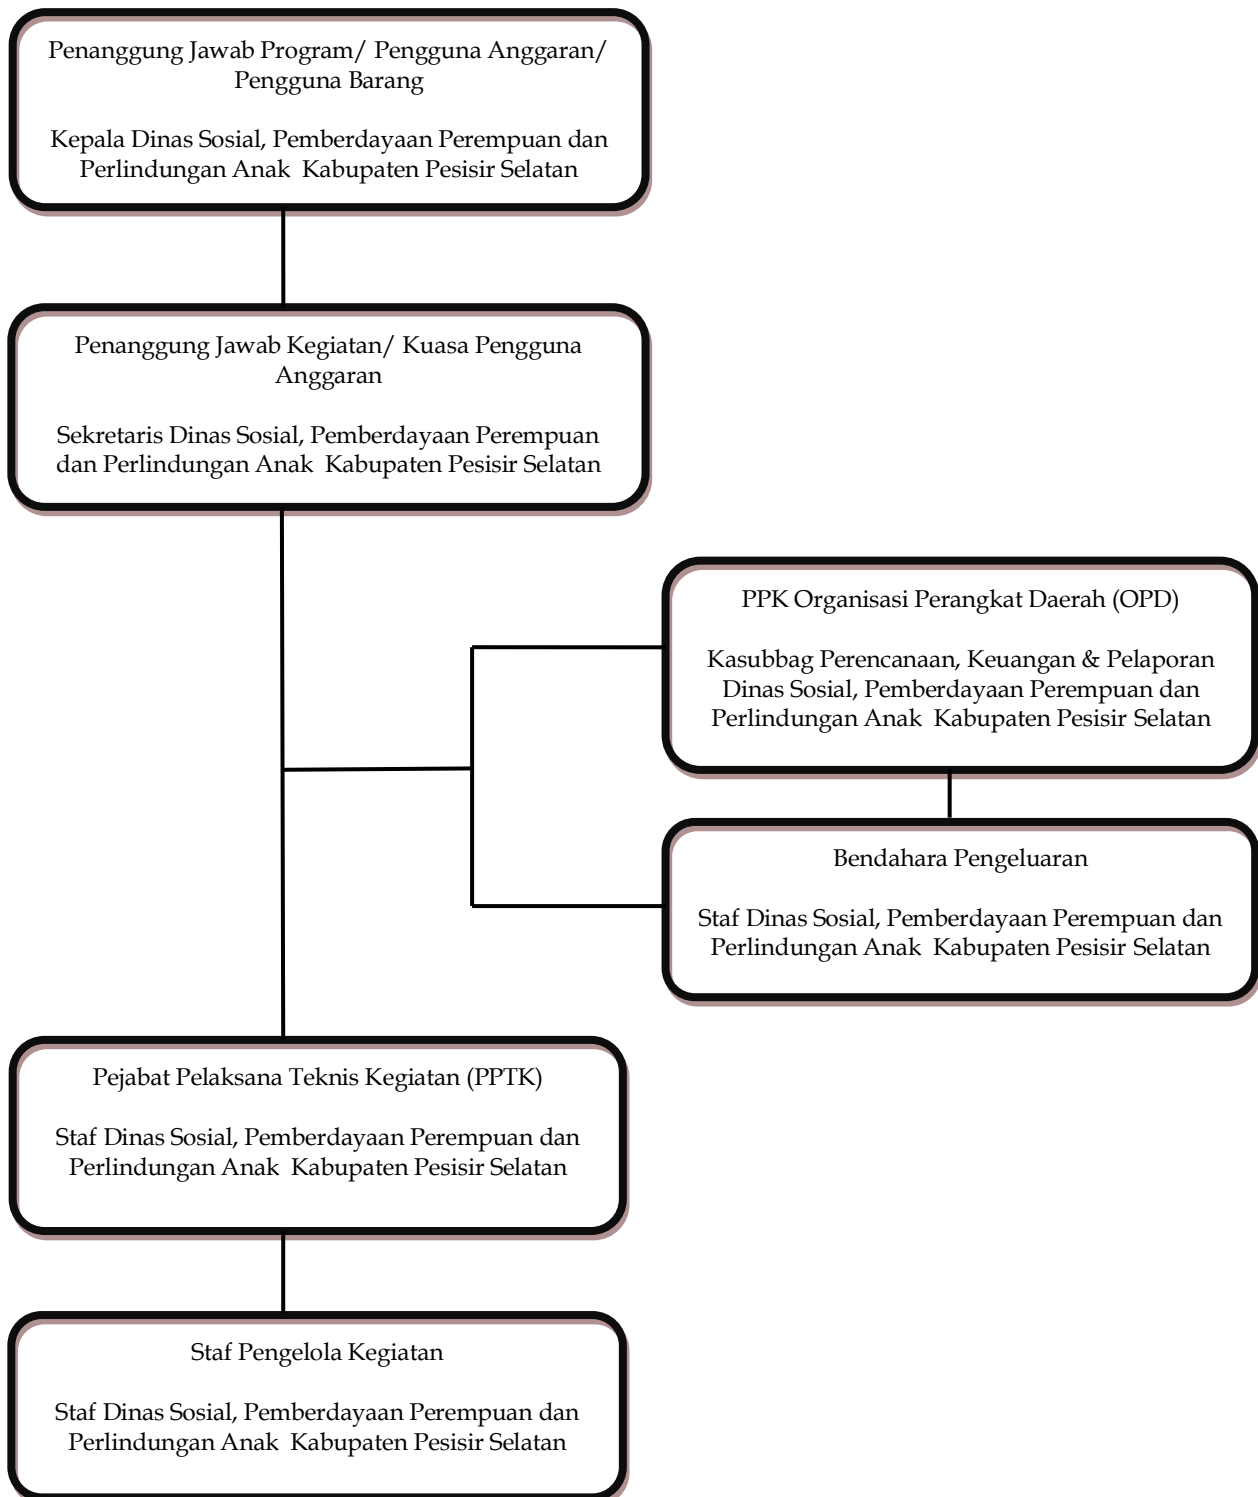 Penanggung Jawab Program/ Pengguna Anggaran/
Pengguna Barang
Kepala Dinas Sosial, Pemberdayaan Perempuan dan
Perlindungan Anak Kabupaten Pesisir Selatan
Penanggung Jawab Kegiatan/ Kuasa Pengguna
Anggaran
Sekretaris Dinas Sosial, Pemberdayaan Perempuan
dan Perlindungan Anak Kabupaten Pesisir Selatan
PPK Organisasi Perangkat Daerah (OPD)
Kasubbag Perencanaan, Keuangan & Pelaporan
Dinas Sosial, Pemberdayaan Perempuan dan
Perlindungan Anak Kabupaten Pesisir Selatan
Bendahara Pengeluaran
Staf Dinas Sosial, Pemberdayaan Perempuan dan
Perlindungan Anak Kabupaten Pesisir Selatan
Pejabat Pelaksana Teknis Kegiatan (PPTK)
Staf Dinas Sosial, Pemberdayaan Perempuan dan
Perlindungan Anak Kabupaten Pesisir Selatan
Staf Pengelola Kegiatan
Staf Dinas Sosial, Pemberdayaan Perempuan dan
Perlindungan Anak Kabupaten Pesisir Selatan